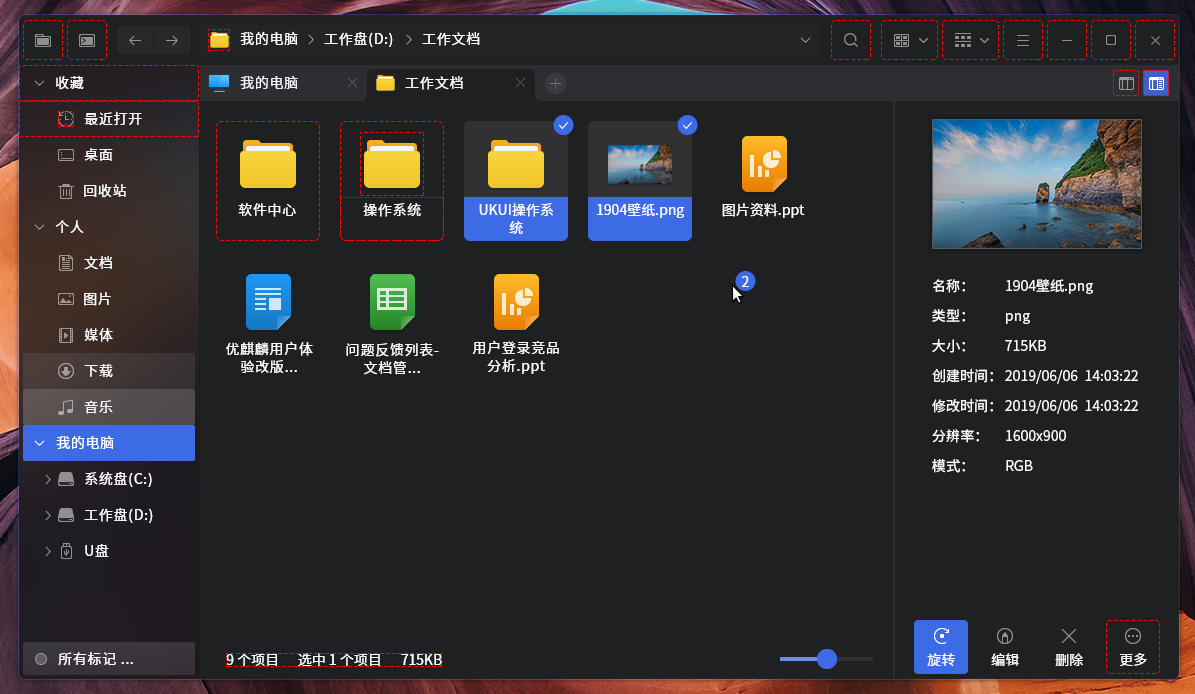 我的电脑 工作盘(D:) 工作文档
收藏
最近打开
桌面
回收站
个人
文档
图片
媒体
下载
音乐
我的电脑
系统盘(C:)
工作盘(D:)
U盘
所有标记 ...
我的电脑 工作文档
软件中心
操作系统
UKUI操作系
统
1904壁纸.png
图片资料.ppt
优麒麟用户体
验改版...
问题反馈列表-
文档管...
用户登录竞品
分析.ppt
2
9个项目 选中1个项目 715KB
名称： 1904壁纸.png
类型： png
大小： 715KB
创建时间： 2019/06/06 14:03:22
修改时间： 2019/06/06 14:03:22
分辨率： 1600x900
模式： RGB
旋转 编辑 删除 更多